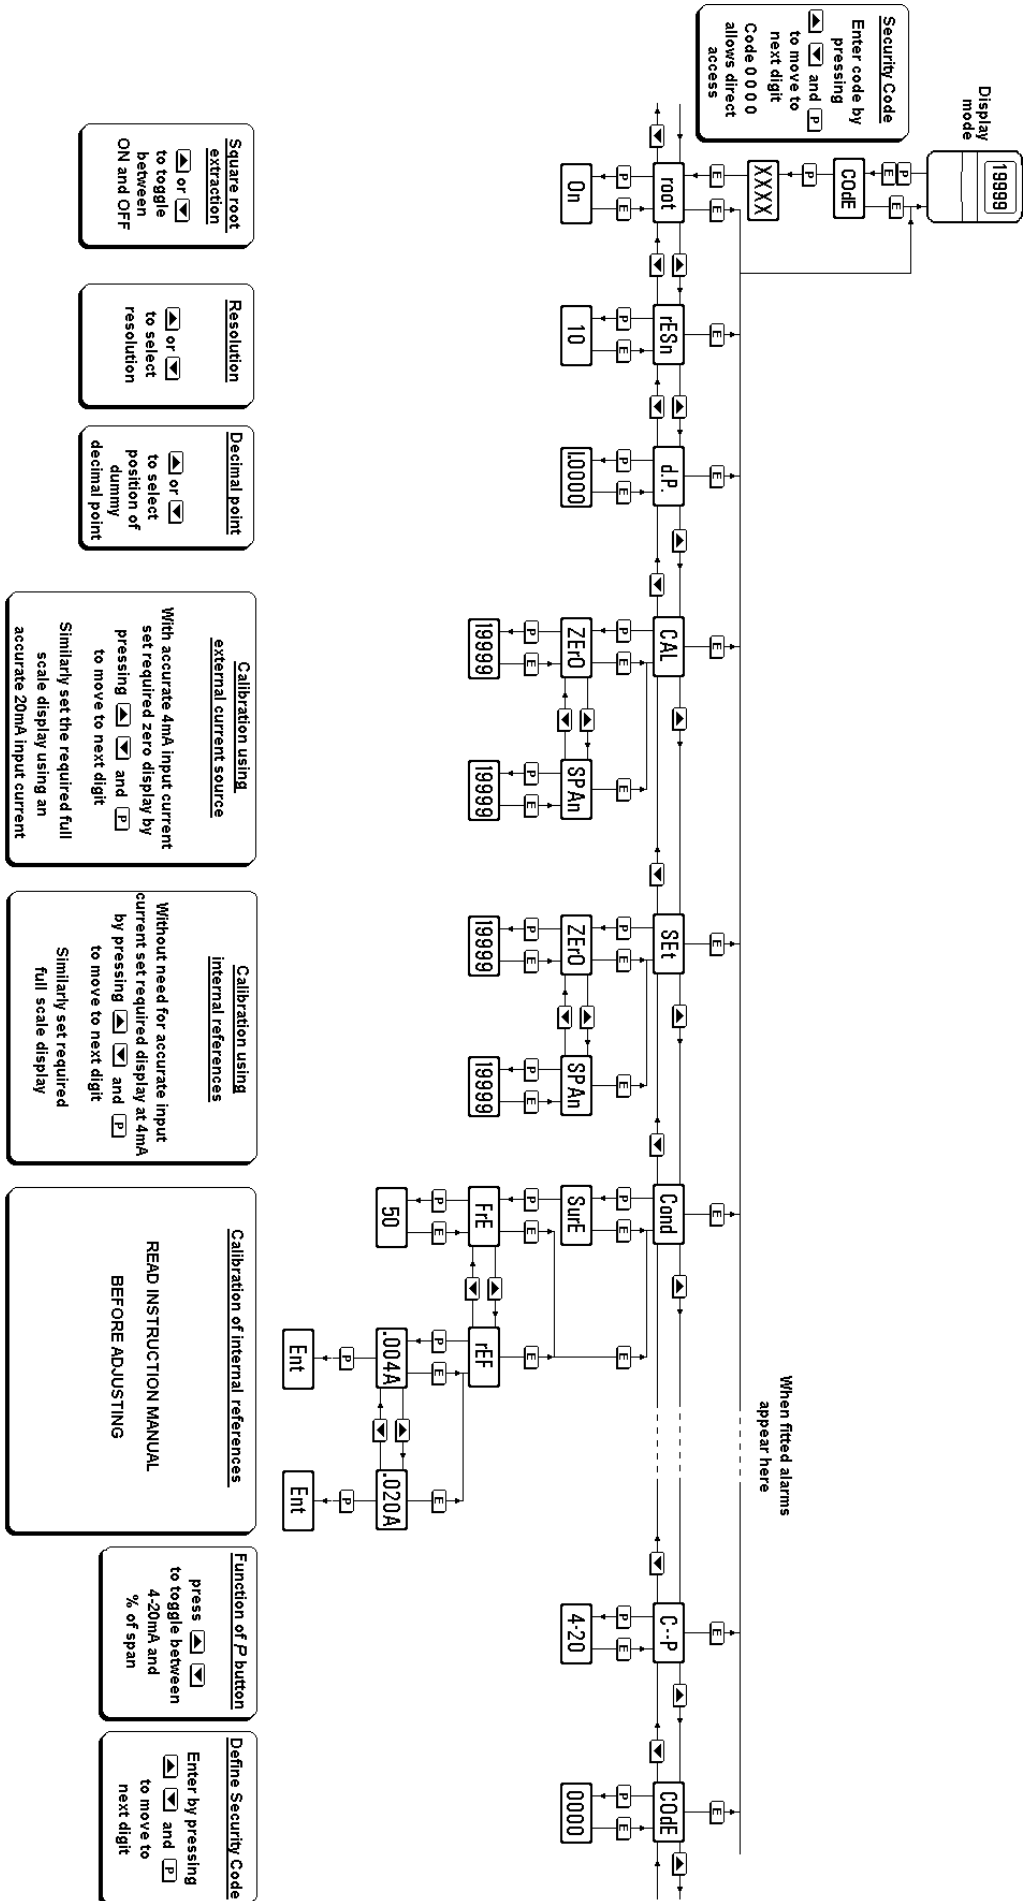 Display
mode
19999
Security Code
Enter code by
pressing
▲ ▼ and P
to move to
next digit
Code 0 0 0 0
allows direct
access
P
E
E
COdE
P
XXXX
E
E
When fitted alarms
appear here
E
E
E
E
E
E
E
root
rESn
d.P.
CAL
SEt
Cond
C--P
COdE
P E
P E
P E
P E
E
P E
E
P E
E
P E
P E
On
10
1.0000
ZErO
SPAn
ZErO
SPAn
SurE
4-20
0000
P E
P E
P E
P E
P E
E
19999
19999
19999
19999
FrE
rEF
P E
P E
50
.004A
.020A
E
P
P
Ent
Ent
Square root
extraction
▲ or ▼
to toggle
between
ON and OFF
Resolution
▲ or ▼
to select
resolution
Decimal point
▲ or ▼
to select
position of
dummy
decimal point
Calibration using
external current source
With accurate 4mA input current
set required zero display by
pressing ▲ ▼ and P
to move to next digit
Similarly set the required full
scale display using an
accurate 20mA input current
Calibration using
internal references
Without need for accurate input
current set required display at 4mA
by pressing ▲ ▼ and P
to move to next digit
Similarly set required
full scale display
Calibration of internal references
READ INSTRUCTION MANUAL
BEFORE ADJUSTING
Function of P button
press ▲ ▼
to toggle between
4-20mA and
% of span
Define Security Code
Enter by pressing
▲ ▼ and P
to move to
next digit